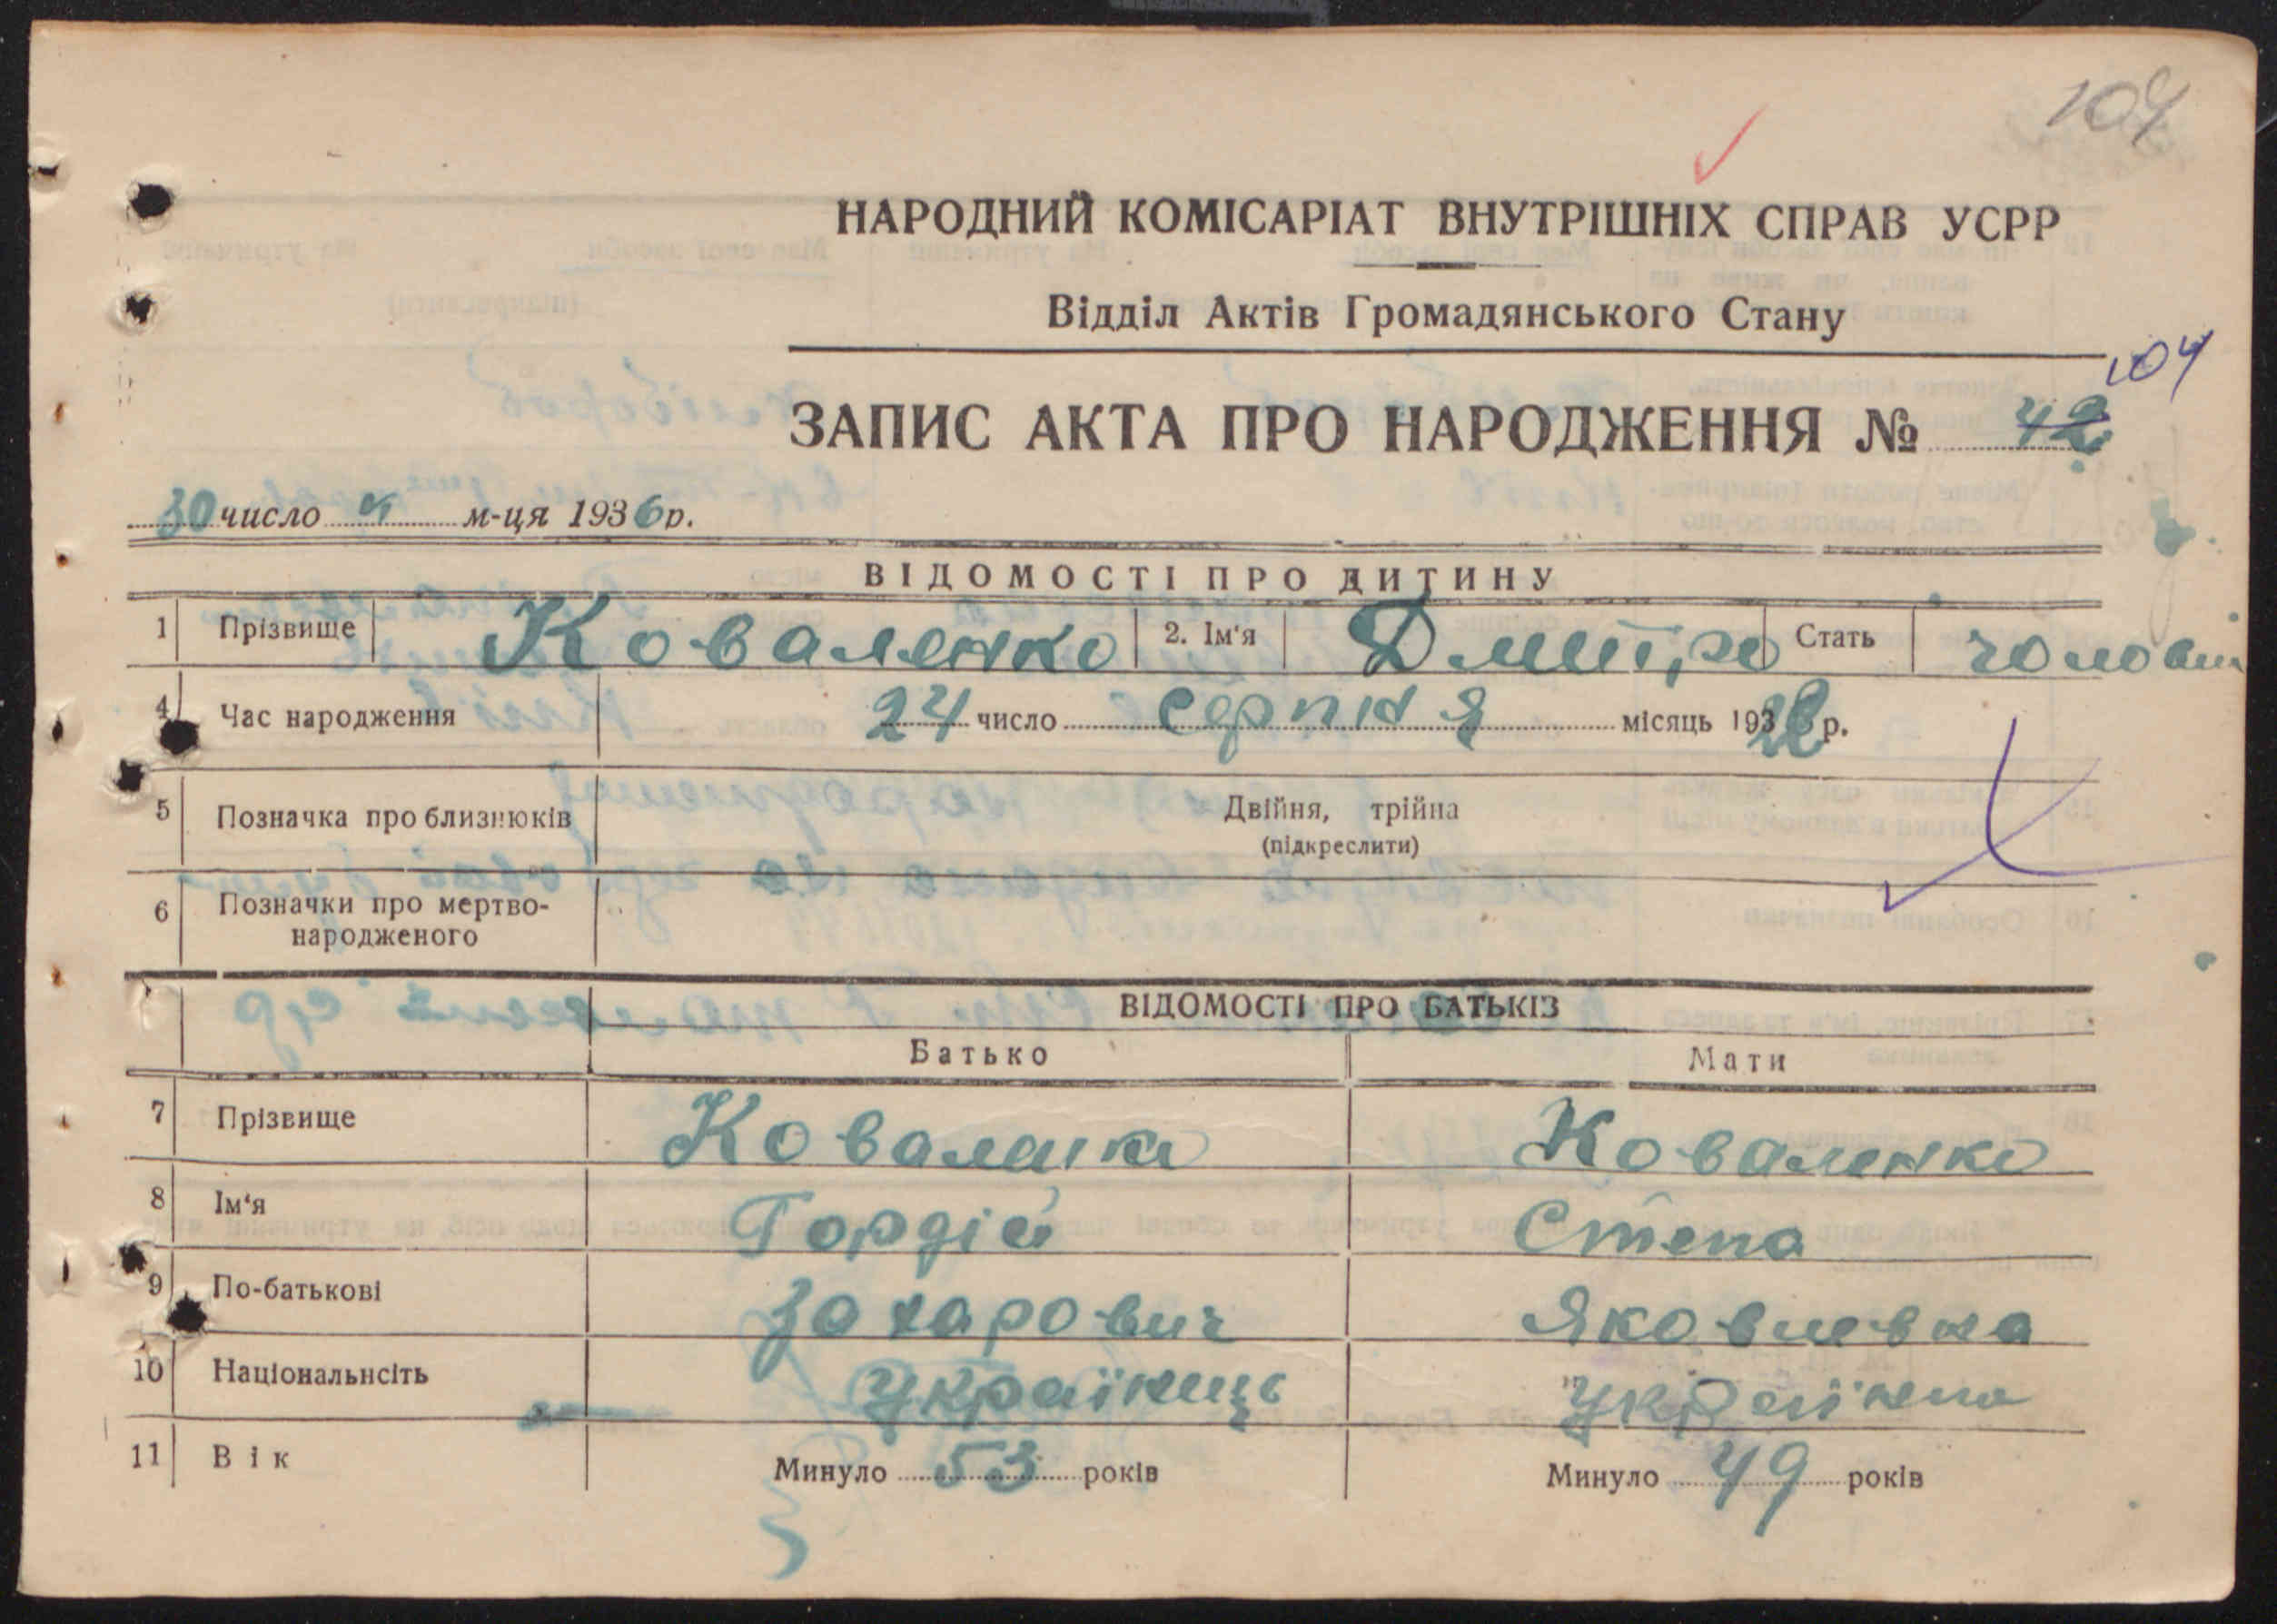 104
НАРОДНИЙ КОМІСАРІАТ ВНУТРІШНІХ СПРАВ УСРР
Відділ Актів Громадянського Стану
104
ЗАПИС АКТА ПРО НАРОДЖЕННЯ № 42
30 число м-ця 1936 р.
ВІДОМОСТІ ПРО ДИТИНУ
1 Прізвище Коваленко 2. Ім'я Дмитро Стать чоловіч
4 Час народження 24 число серпня місяць 193 р.
5 Позначка про близнюків Двійня, трійна
(підкреслити)
6 Позначки про мертво-
народженого
ВІДОМОСТІ ПРО БАТЬКІВ
Батько Мати
7 Прізвище Коваленко Коваленко
8 Ім'я Гордій Степа
9 По-батькові Захарович Яковлевна
10 Національнсіть Українець Українка
11 Вік Минуло 53 років Минуло 49 років